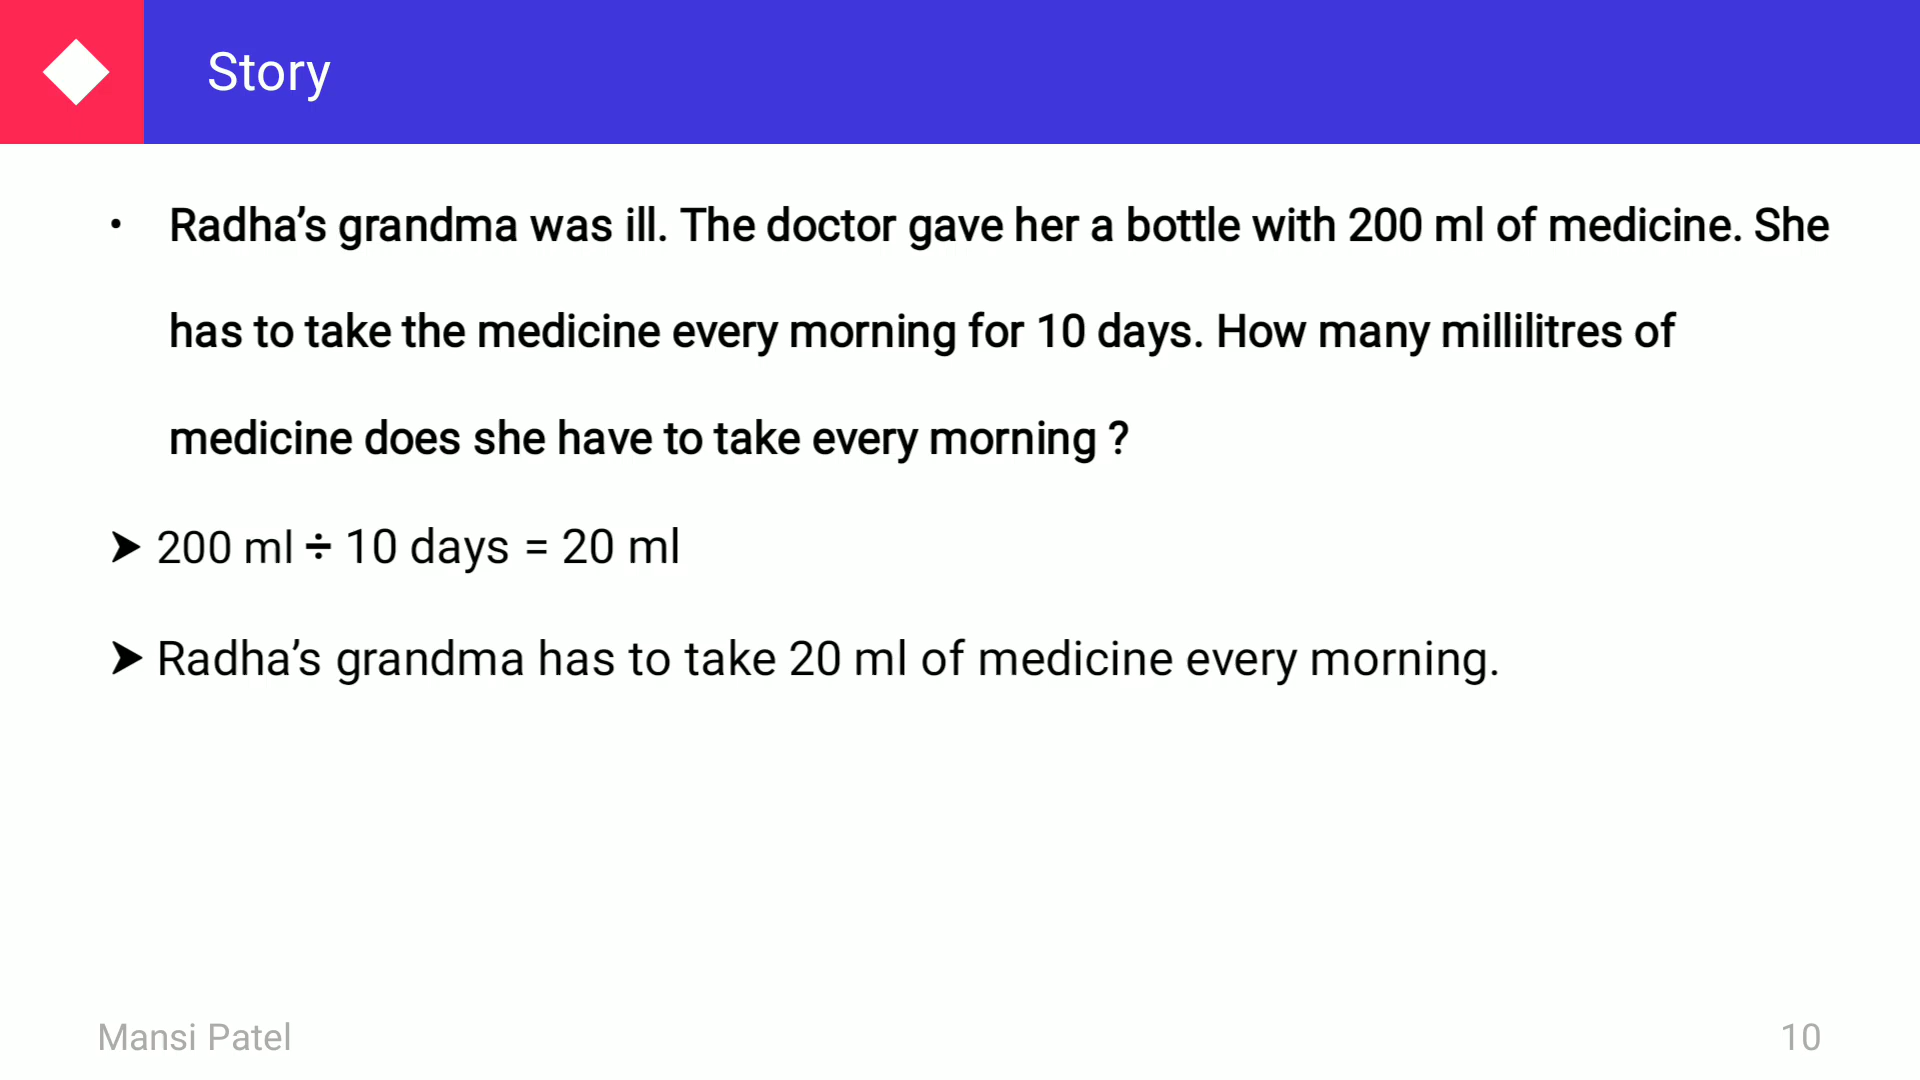 Story
• Radha’s grandma was ill. The doctor gave her a bottle with 200 ml of medicine. She
has to take the medicine every morning for 10 days. How many millilitres of
medicine does she have to take every morning ?
➤ 200 ml ÷ 10 days = 20 ml
➤ Radha’s grandma has to take 20 ml of medicine every morning.
Mansi Patel
10